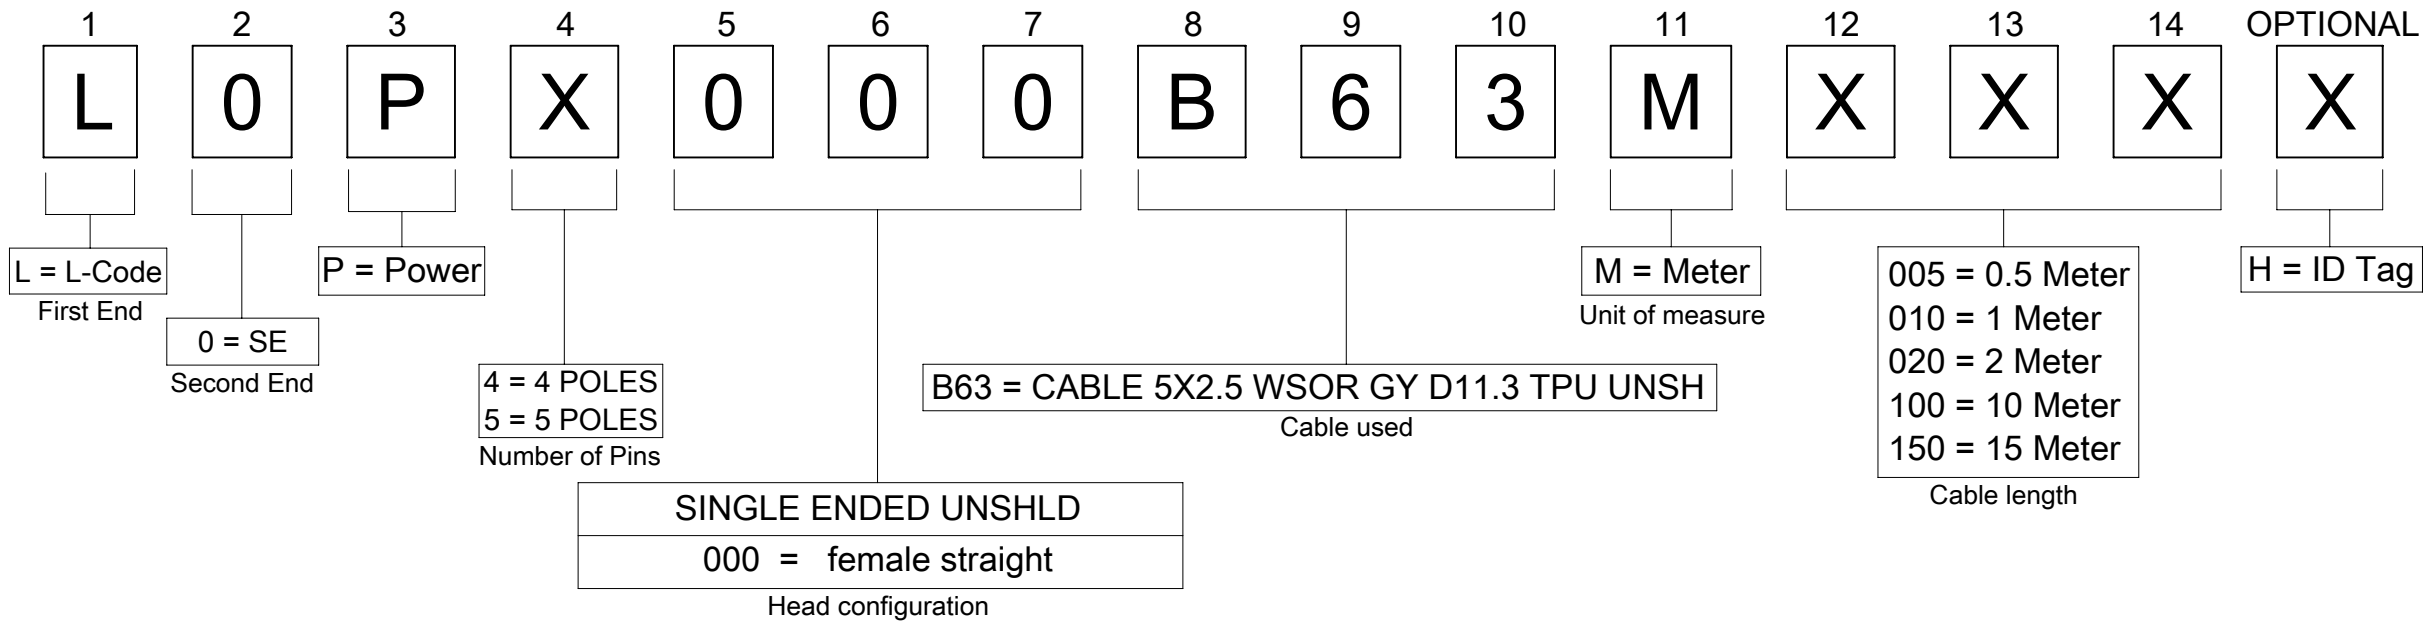 1 2 3 4 5 6 7 8 9 10 11 12 13 14 OPTIONAL
L 0 P X 0 0 0 B 6 3 M X X X X
L = L-Code
First End
0 = SE
Second End
P = Power
4 = 4 POLES
5 = 5 POLES
Number of Pins
SINGLE ENDED UNSHLD
000 = female straight
Head configuration
B63 = CABLE 5X2.5 WSOR GY D11.3 TPU UNSH
Cable used
M = Meter
Unit of measure
005 = 0.5 Meter
010 = 1 Meter
020 = 2 Meter
100 = 10 Meter
150 = 15 Meter
Cable length
H = ID Tag